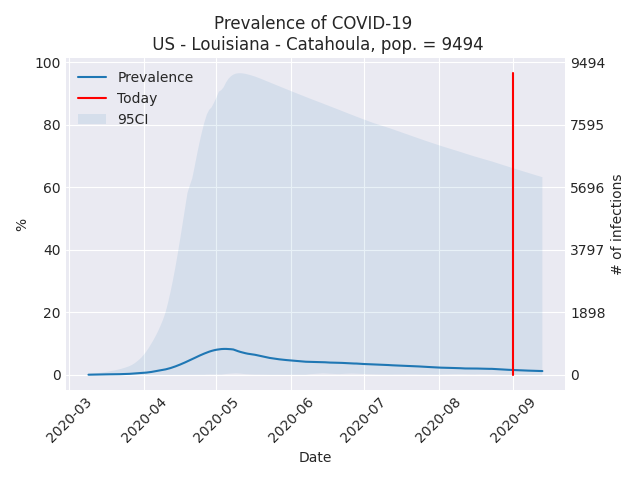 Prevalence of COVID-19
US - Louisiana - Catahoula, pop. = 9494
Prevalence
Today
95CI
100
80
60
40
20
0
%
9494
7595
5696
3797
1898
0
# of infections
2020-03
2020-04
2020-05
2020-06
2020-07
2020-08
2020-09
Date